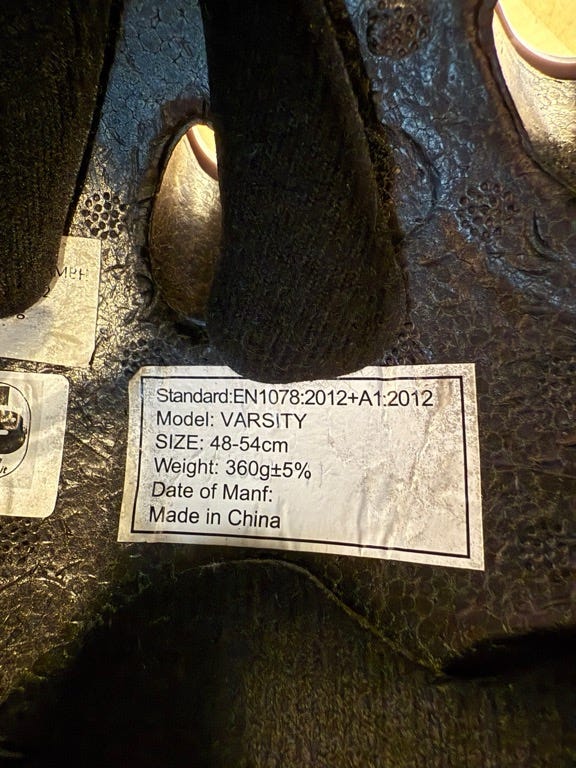 Standard:EN1078:2012+A1:2012
Model: VARSITY
SIZE: 48-54cm
Weight: 360g±5%
Date of Manf:
Made in China